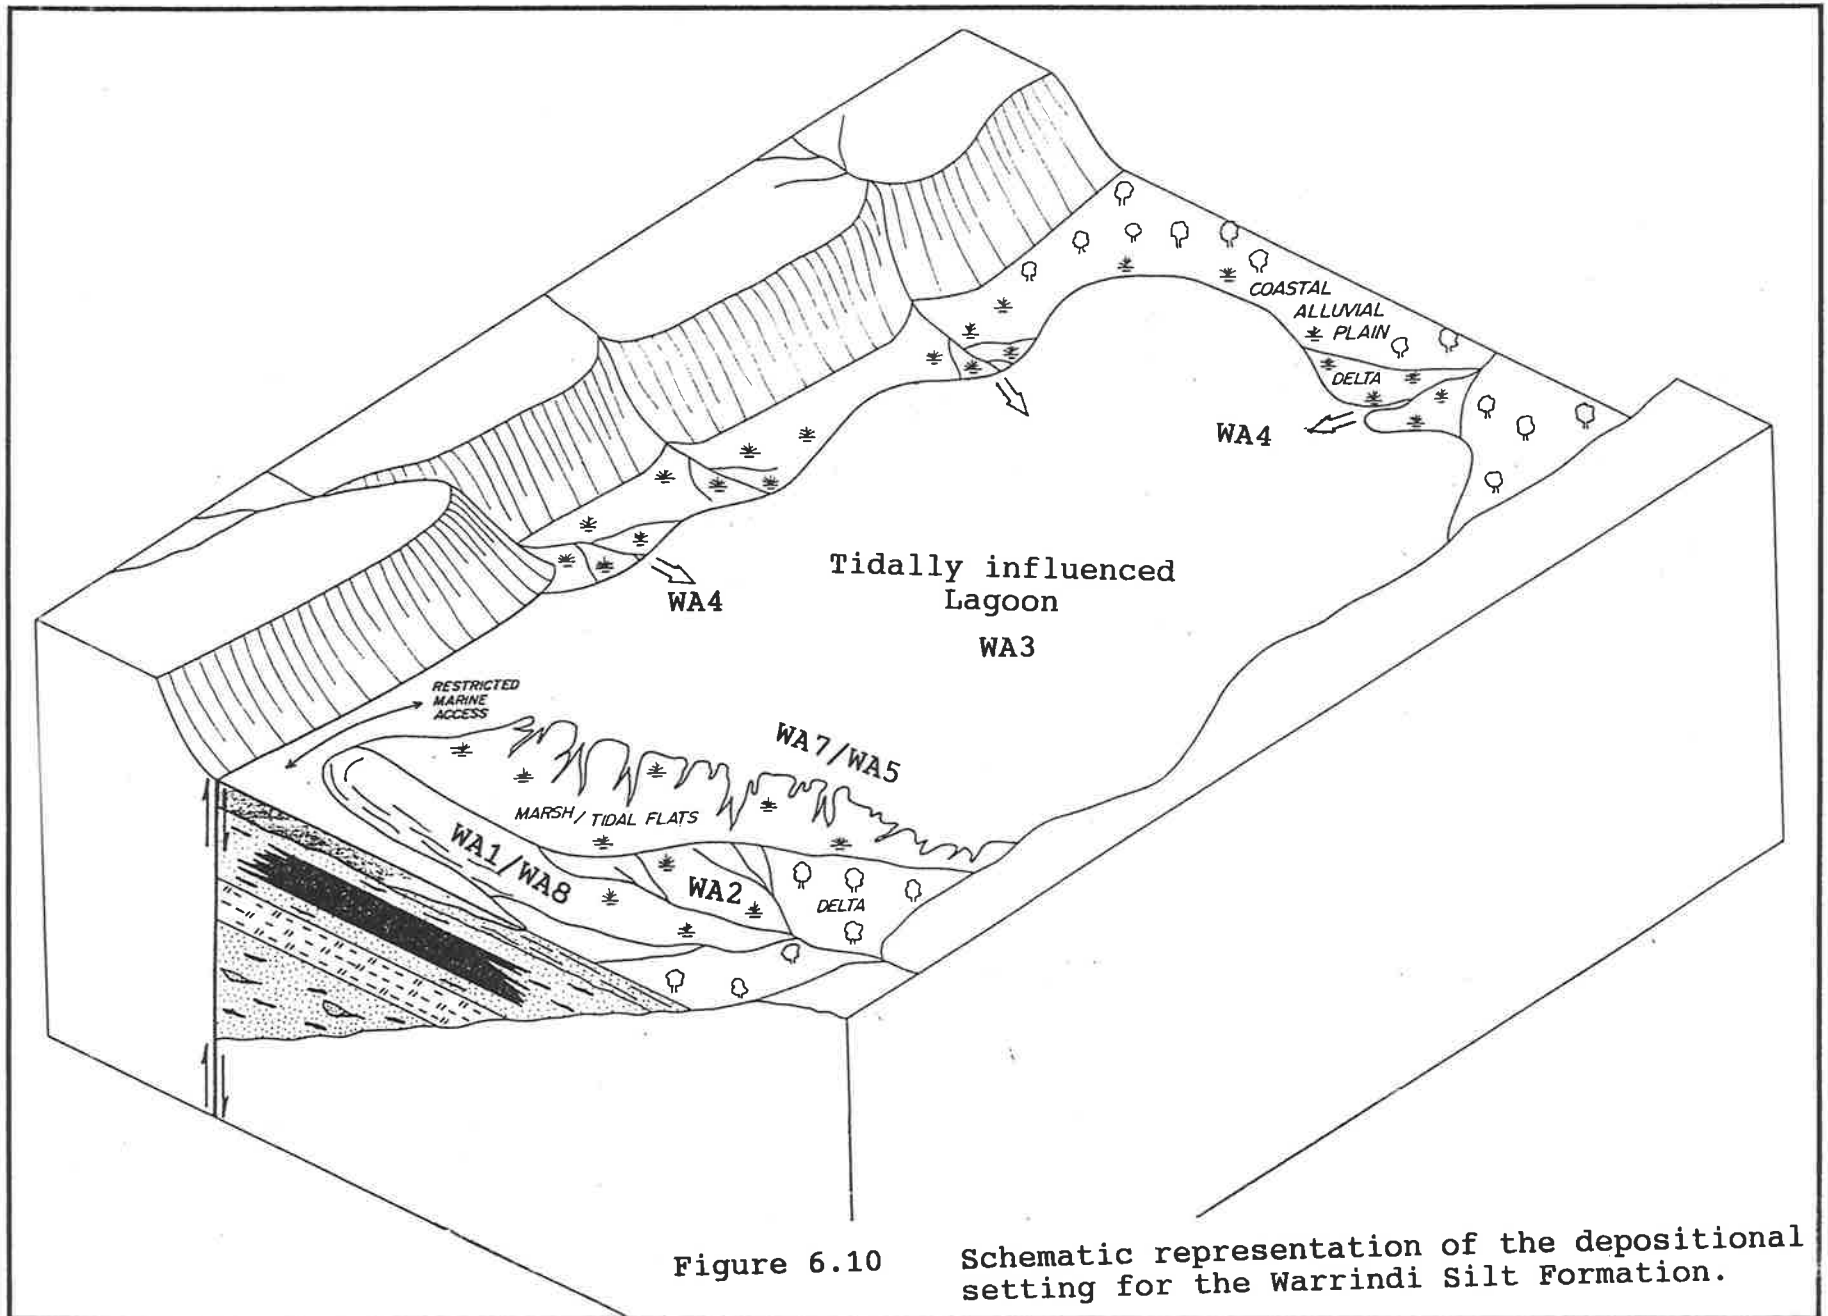 COASTAL
ALLUVIAL
PLAIN
DELTA
WA4
Tidally influenced
Lagoon
WA3
WA4
RESTRICTED
MARINE
ACCESS
WA7/WA5
MARSH/TIDAL FLATS
WA1/WA8
WA2
DELTA
Figure 6.10 Schematic representation of the depositional
setting for the Warrindi Silt Formation.